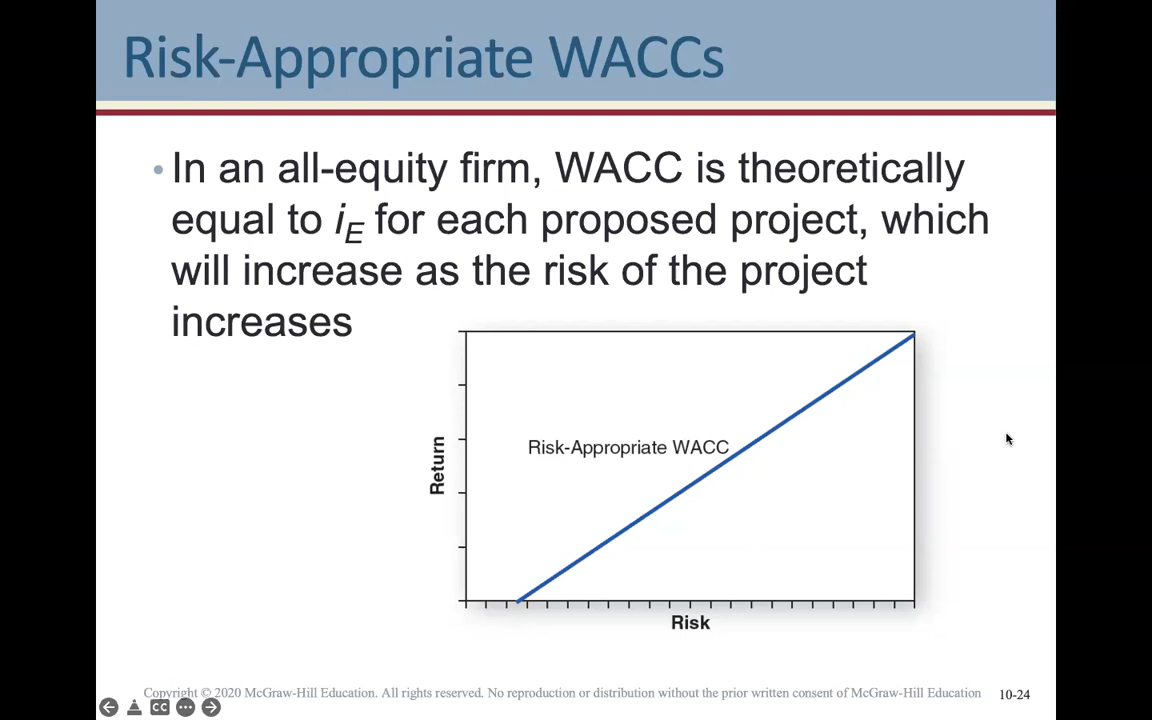 Risk-Appropriate WACCs
• In an all-equity firm, WACC is theoretically
equal to iE for each proposed project, which
will increase as the risk of the project
increases
Risk-Appropriate WACC
Return
Risk
Copyright © 2020 McGraw-Hill Education. All rights reserved. No reproduction or distribution without the prior written consent of McGraw-Hill Education
10-24
CC